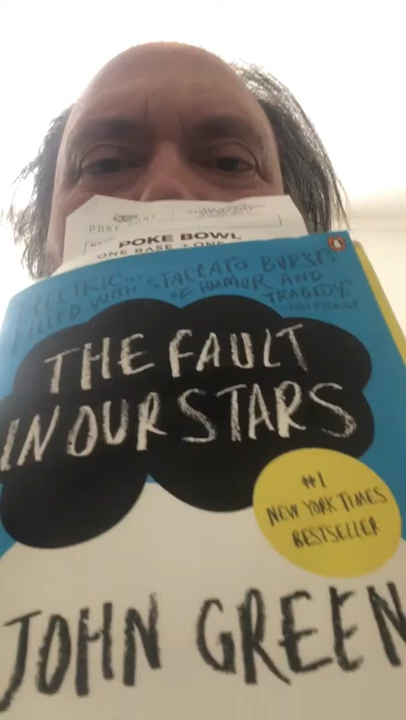 POKE
POKE BOWL
ONE BASE • ONE
"ELECTRIC...
FILLED WITH STACCATO BURSTS
OF HUMOR AND
TRAGEDY."
THE FAULT
IN OUR STARS
#1
NEW YORK TIMES
BESTSELLER
JOHN GREEN